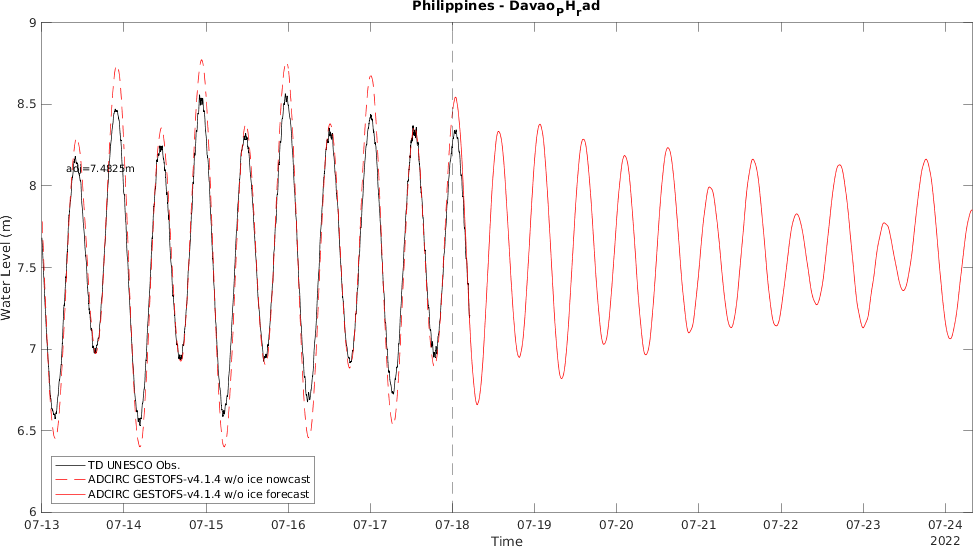 Philippines - DavaoPHrad
9
8.5
8
7.5
7
6.5
6
Water Level (m)
adj=7.4825m
TD UNESCO Obs.
ADCIRC GESTOFS-v4.1.4 w/o ice nowcast
ADCIRC GESTOFS-v4.1.4 w/o ice forecast
07-13 07-14 07-15 07-16 07-17 07-18 07-19 07-20 07-21 07-22 07-23 07-24
Time
2022